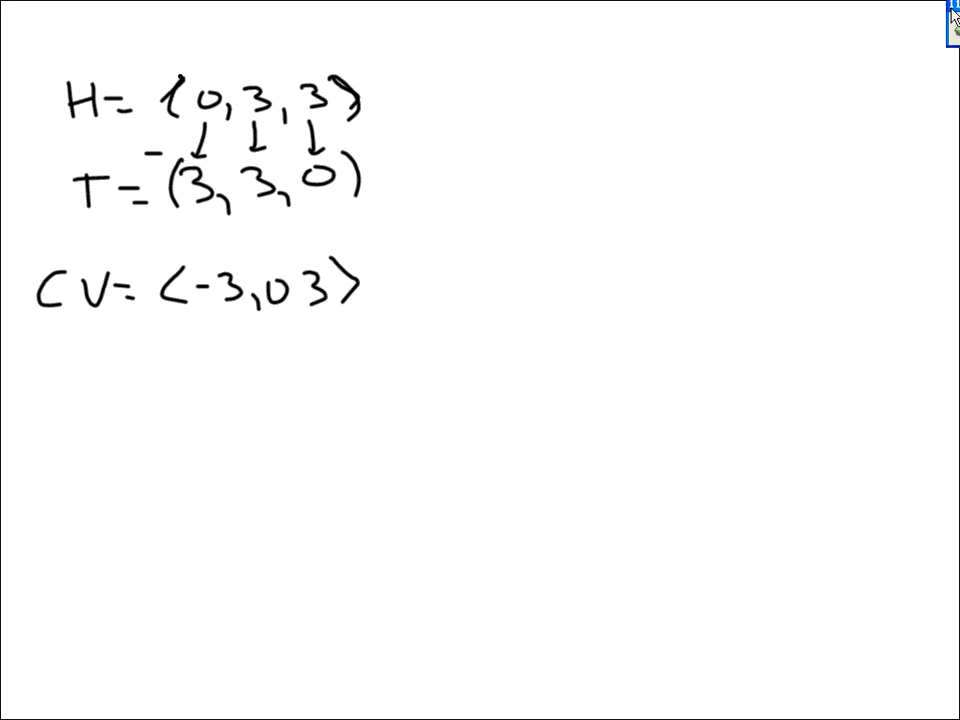 H = (0, 3, 3)
- ↓ ↓ ↓
T = (3, 3, 0)
CV = <-3, 0 3>